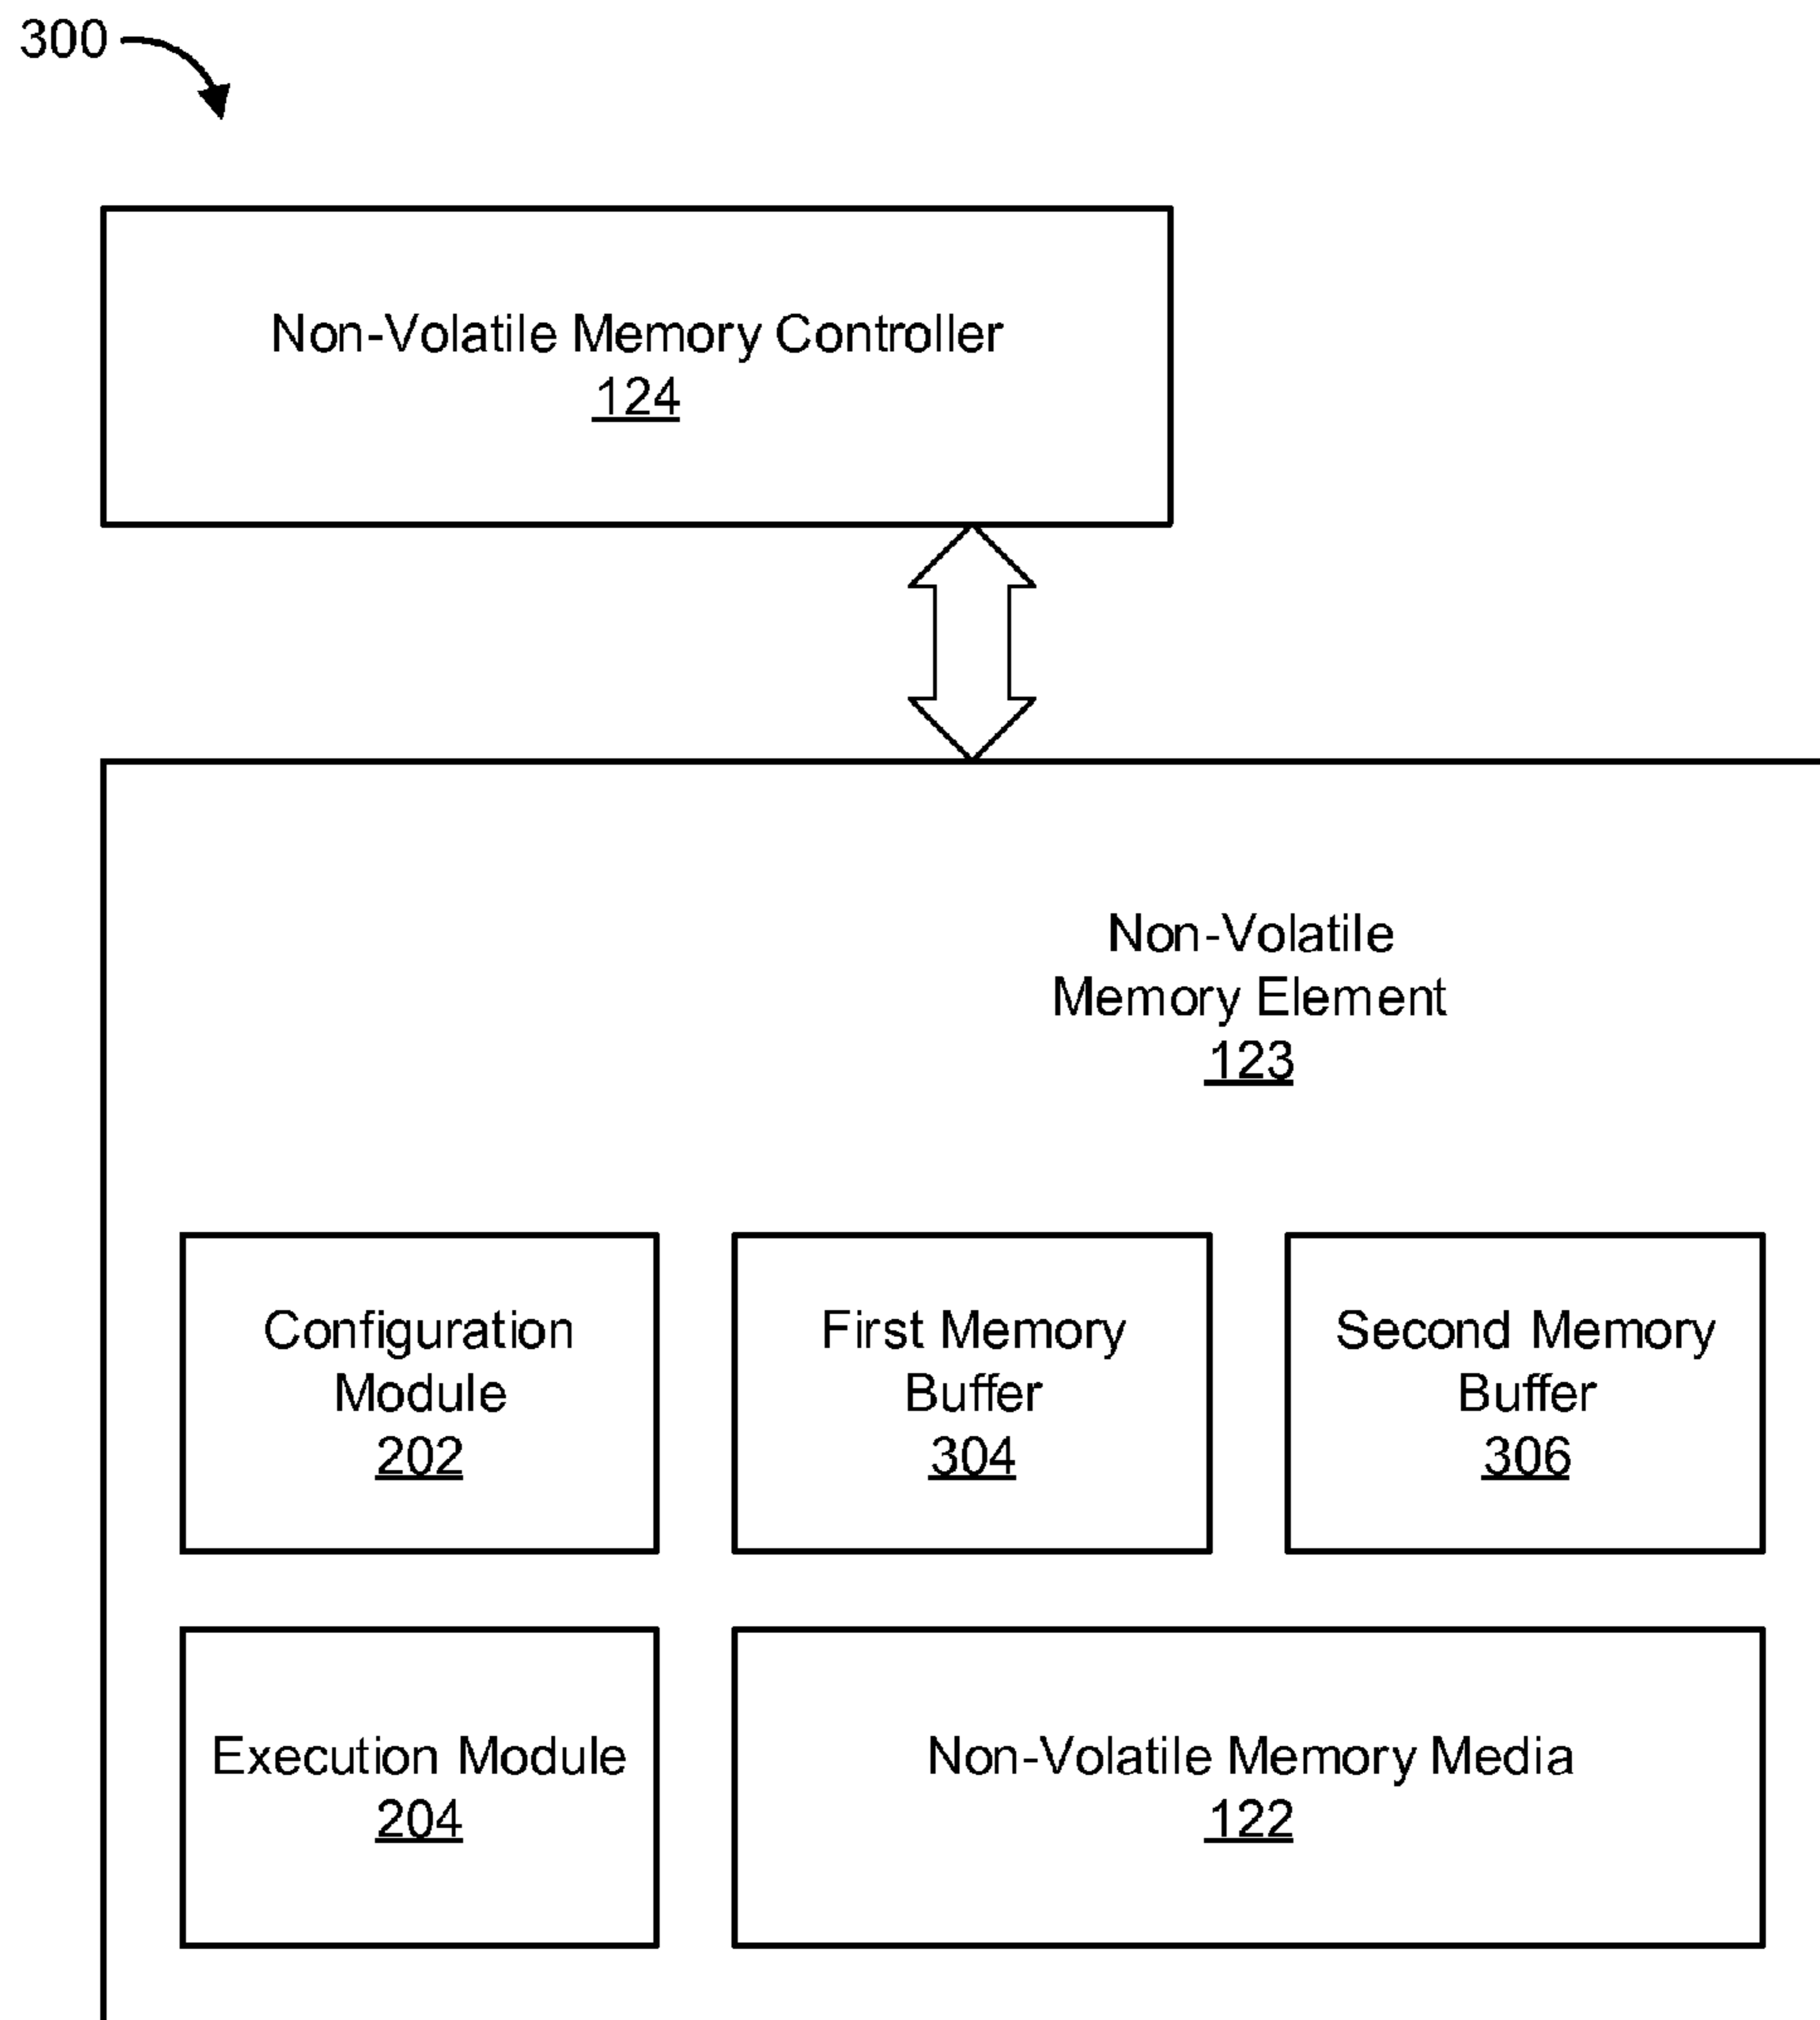 300
Non-Volatile Memory Controller
124
Non-Volatile
Memory Element
123
Configuration
Module
202
First Memory
Buffer
304
Second Memory
Buffer
306
Execution Module
204
Non-Volatile Memory Media
122